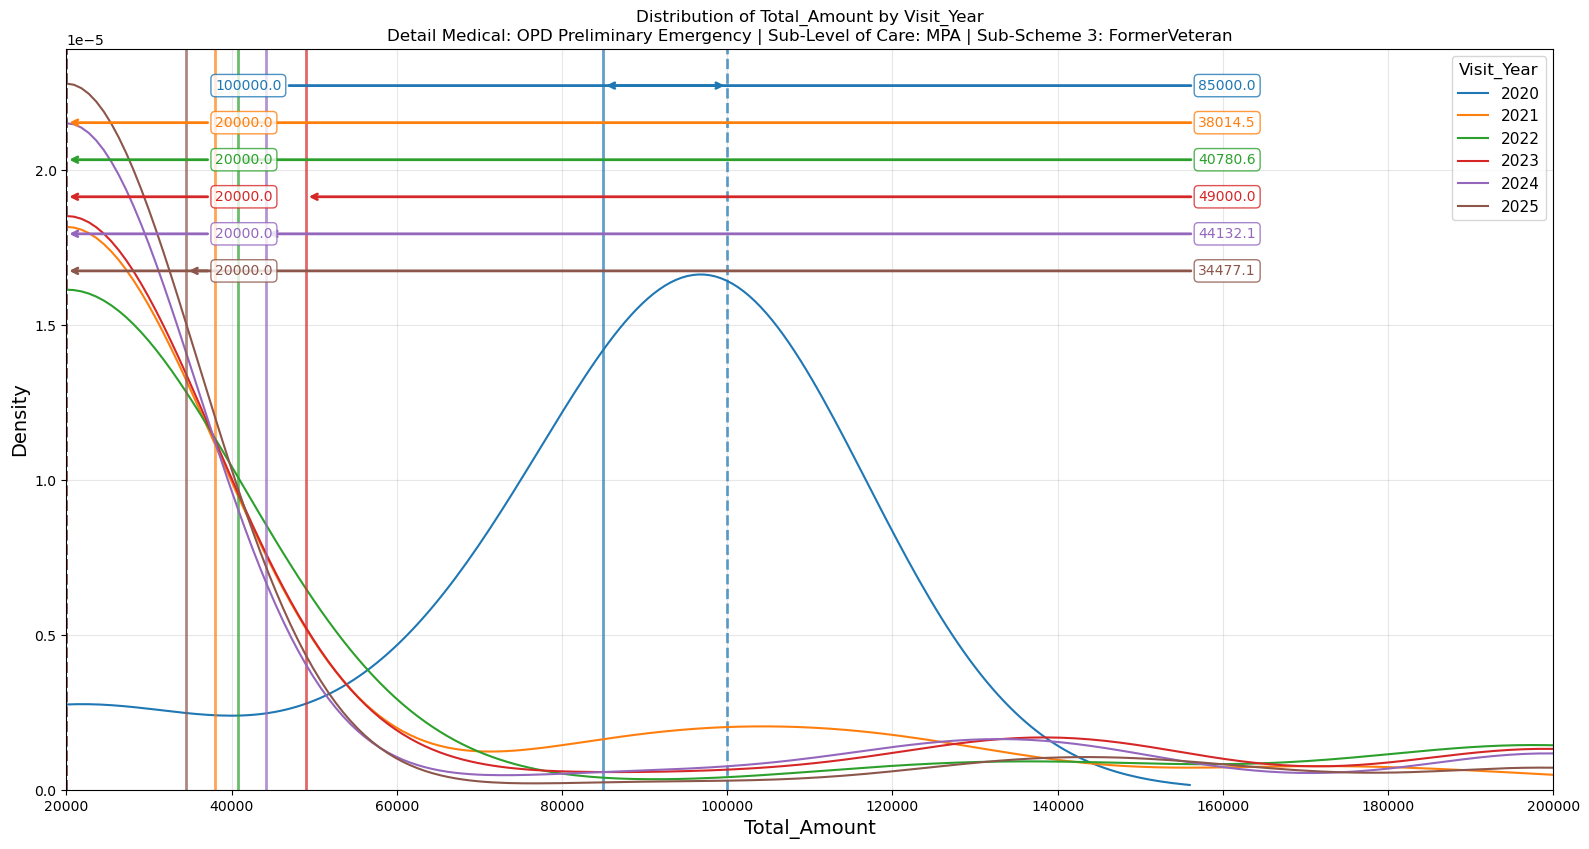 Distribution of Total_Amount by Visit_Year
Detail Medical: OPD Preliminary Emergency | Sub-Level of Care: MPA | Sub-Scheme 3: FormerVeteran
1e−5
Visit_Year
2020
2021
2022
2023
2024
2025
100000.0 85000.0
20000.0 38014.5
20000.0 40780.6
20000.0 49000.0
20000.0 44132.1
20000.0 34477.1
2.0
1.5
1.0
0.5
0.0
Density
20000 40000 60000 80000 100000 120000 140000 160000 180000 200000
Total_Amount